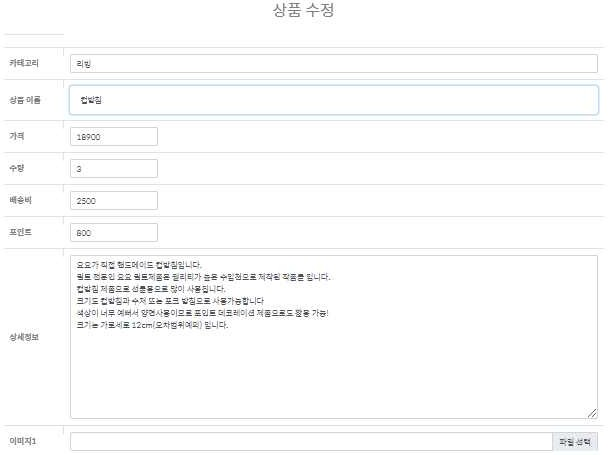 상품 수정
카테고리
리빙
상품 이름
컵받침
가격
18900
수량
3
배송비
2500
포인트
800
상세정보
요요가 직접 핸드메이드 컵받침입니다.
퀼트 전문인 요요 퀼트제품은 퀄리티가 높은 수입천으로 제작된 작품들 입니다.
컵받침 제품으로 선물용으로 많이 사용됩니다.
크기도 컵받침과 수저 또는 포크 받침으로 사용가능합니다
색상이 너무 예뻐서 양면사용이므로 포인트 데코레이션 제품으로도 활용 가능!
크기는 가로세로 12cm(오차범위예외) 입니다.
이미지1
파일 선택